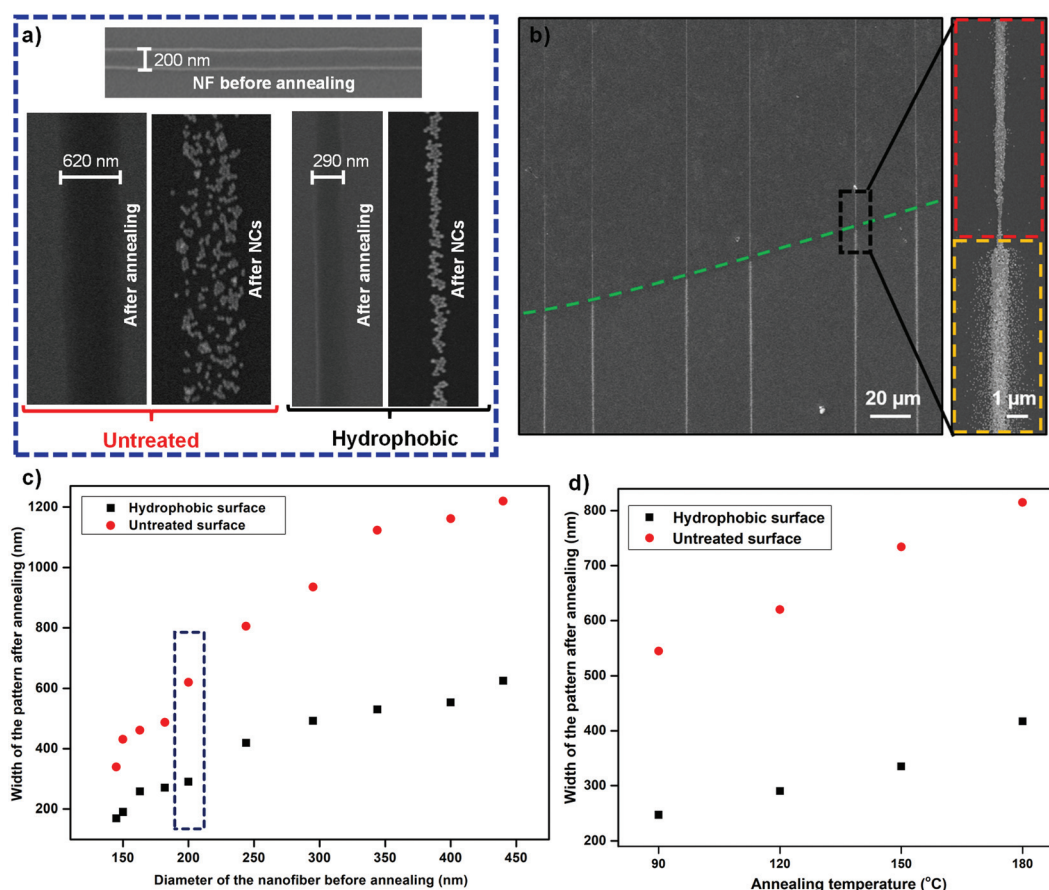 a)
200 nm
NF before annealing
620 nm
After annealing
After NCs
290 nm
After annealing
After NCs
Untreated
Hydrophobic
b)
20 µm
1 µm
c)
Hydrophobic surface
Untreated surface
Width of the pattern after annealing (nm)
1200
1000
800
600
400
200
150 200 250 300 350 400 450
Diameter of the nanofiber before annealing (nm)
d)
Hydrophobic surface
Untreated surface
Width of the pattern after annealing (nm)
800
700
600
500
400
300
200
90 120 150 180
Annealing temperature (°C)